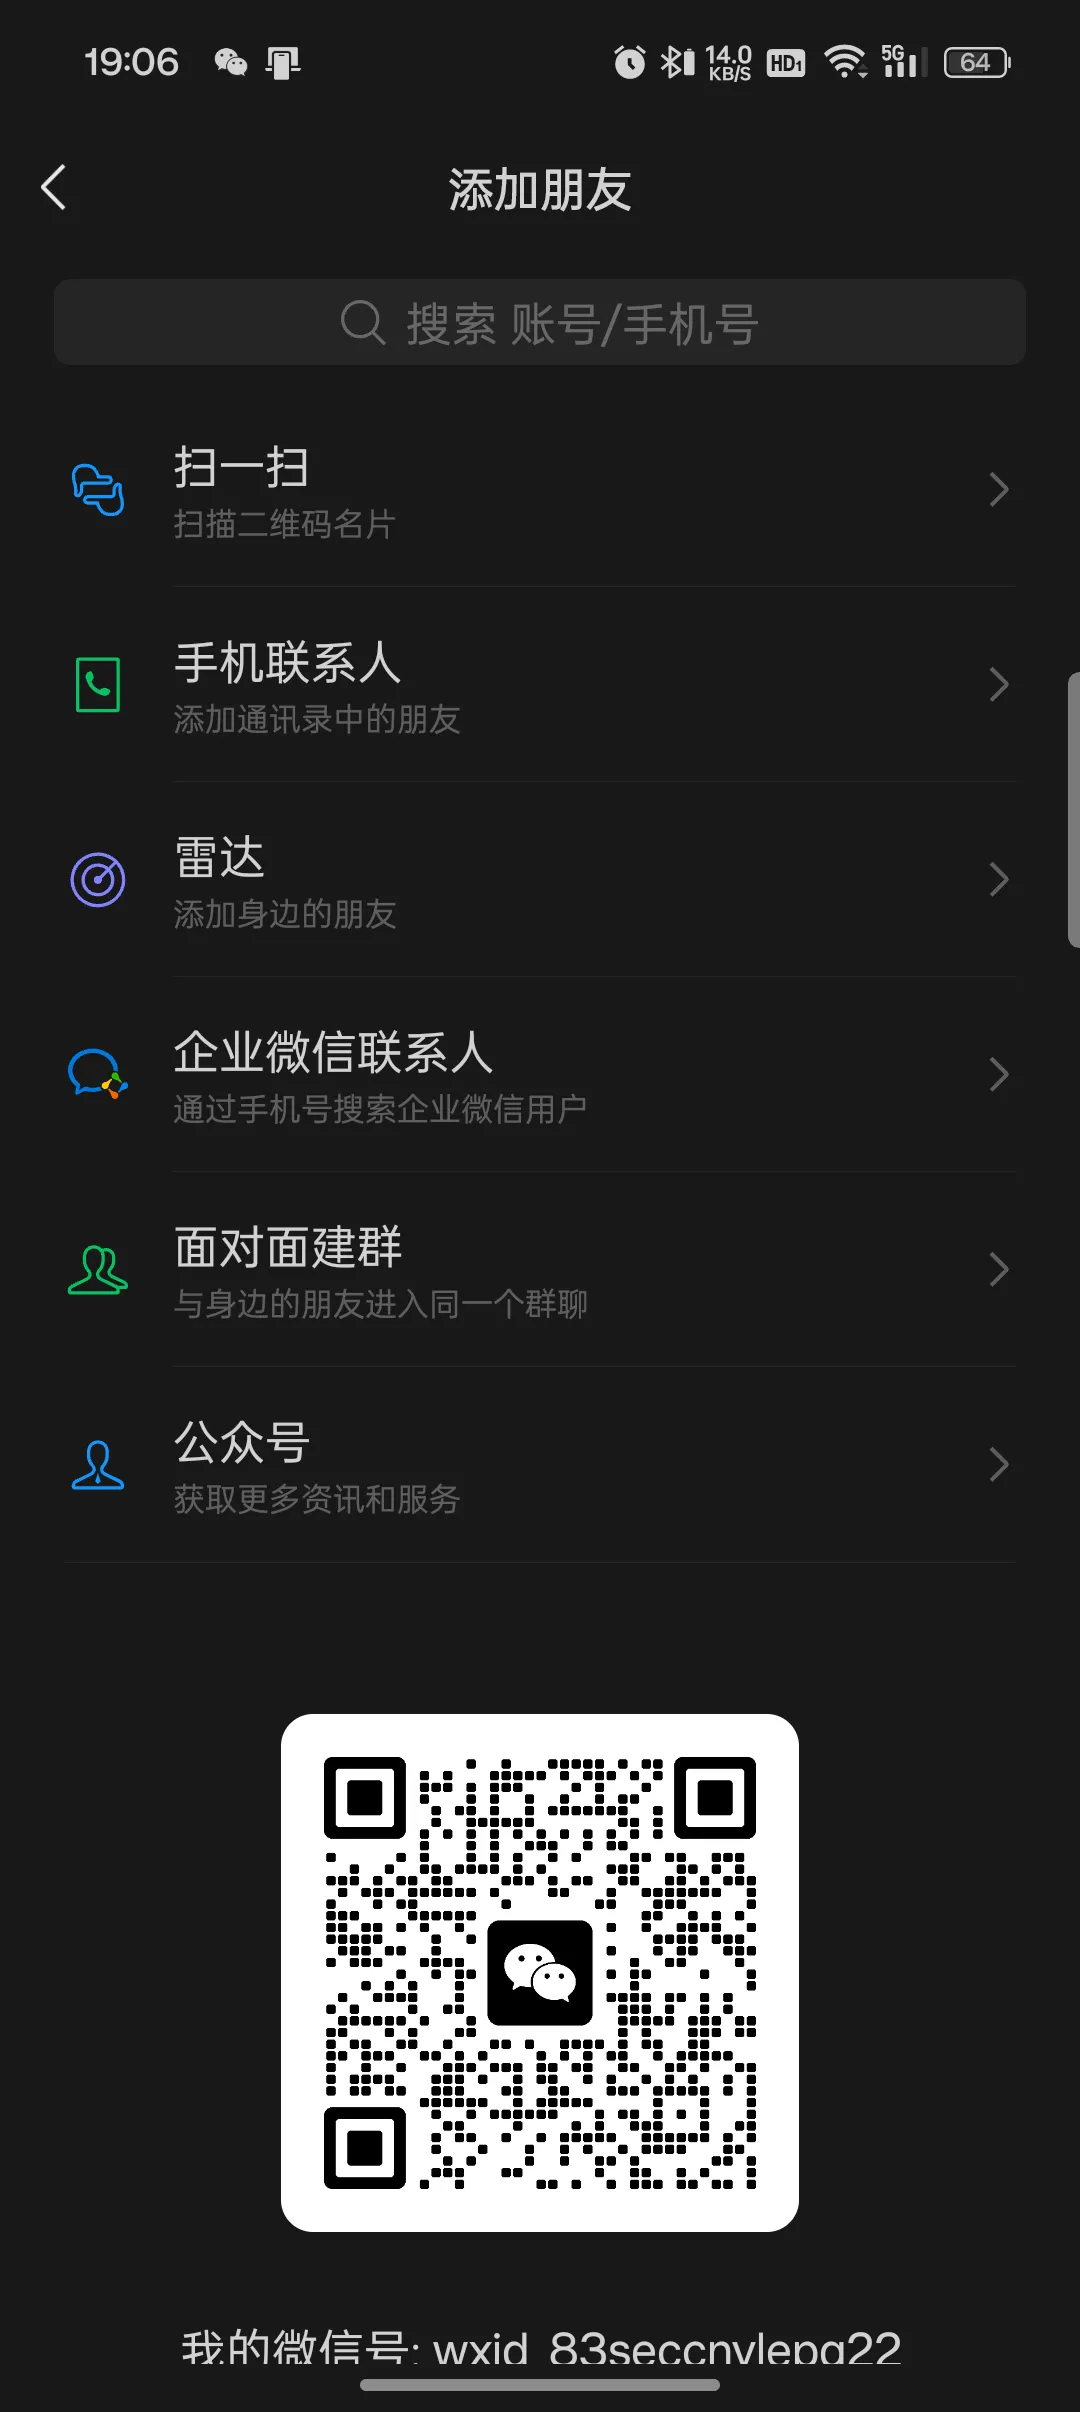 19:06
14.0
KB/S
HD1
5G
64
添加朋友
搜索 账号/手机号
扫一扫
扫描二维码名片
手机联系人
添加通讯录中的朋友
雷达
添加身边的朋友
企业微信联系人
通过手机号搜索企业微信用户
面对面建群
与身边的朋友进入同一个群聊
公众号
获取更多资讯和服务
我的微信号: wxid_83seccnvlepq22